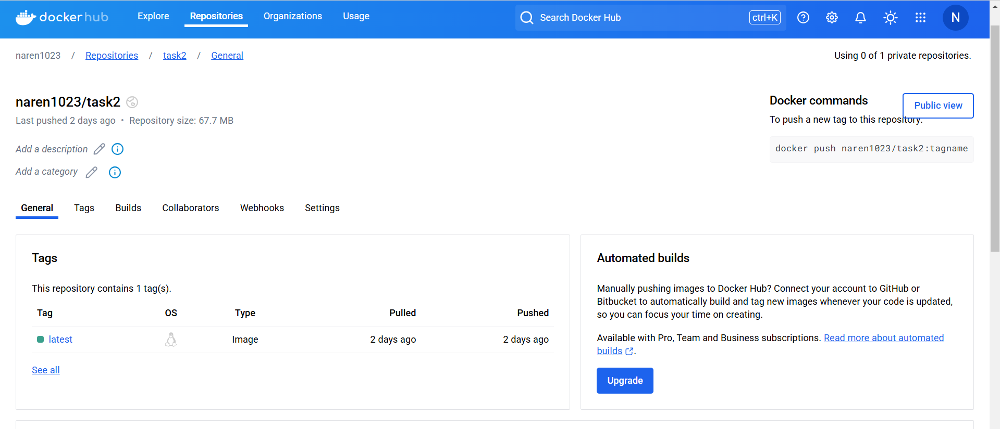 docker hub
Explore Repositories Organizations Usage
Search Docker Hub ctrl+K
N
naren1023 / Repositories / task2 / General
Using 0 of 1 private repositories.
naren1023/task2
Last pushed 2 days ago • Repository size: 67.7 MB
Add a description
Add a category
Docker commands
Public view
To push a new tag to this repository:
docker push naren1023/task2:tagname
General Tags Builds Collaborators Webhooks Settings
Tags
This repository contains 1 tag(s).
Tag OS Type Pulled Pushed
latest Image 2 days ago 2 days ago
See all
Automated builds
Manually pushing images to Docker Hub? Connect your account to GitHub or
Bitbucket to automatically build and tag new images whenever your code is updated,
so you can focus your time on creating.
Available with Pro, Team and Business subscriptions. Read more about automated
builds .
Upgrade